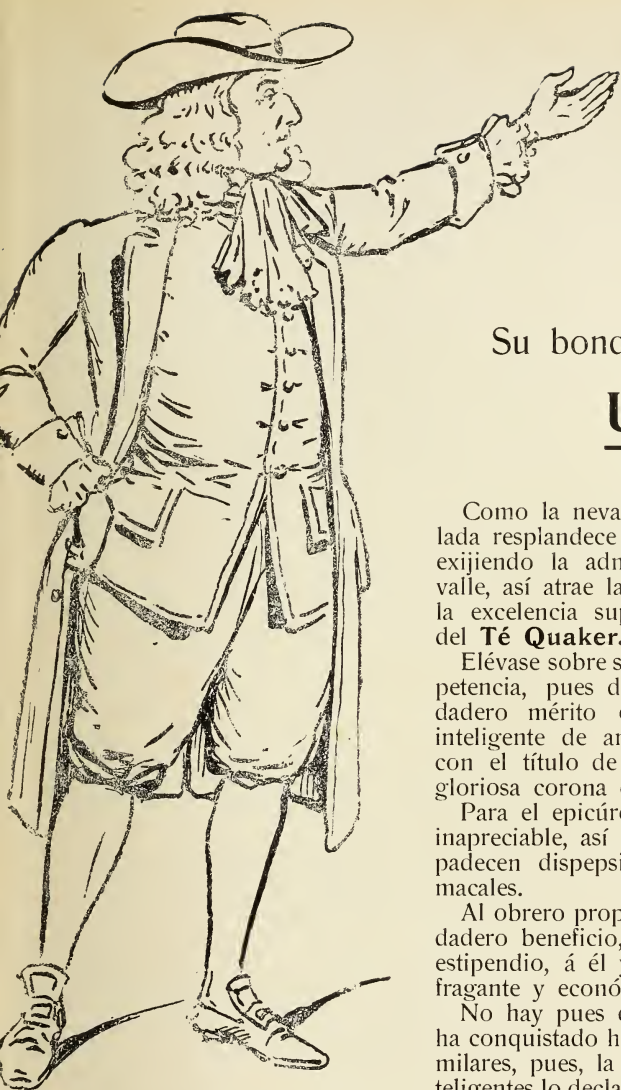 Su bond
Como la neva
lada resplandece
exijiendo la adm
valle, así atrae la
la excelencia sup
del Té Quaker.
Elévase sobre s
petencia, pues d
dadero mérito
inteligente de
con el título de
gloriosa corona
Para el epicúre
inapreciable, así
padecen dispepsi
macales.
Al obrero prop
dadero beneficio,
estipendio, á él
fragante y econó
No hay pues
ha conquistado h
milares, pues, la
teligentes lo decla